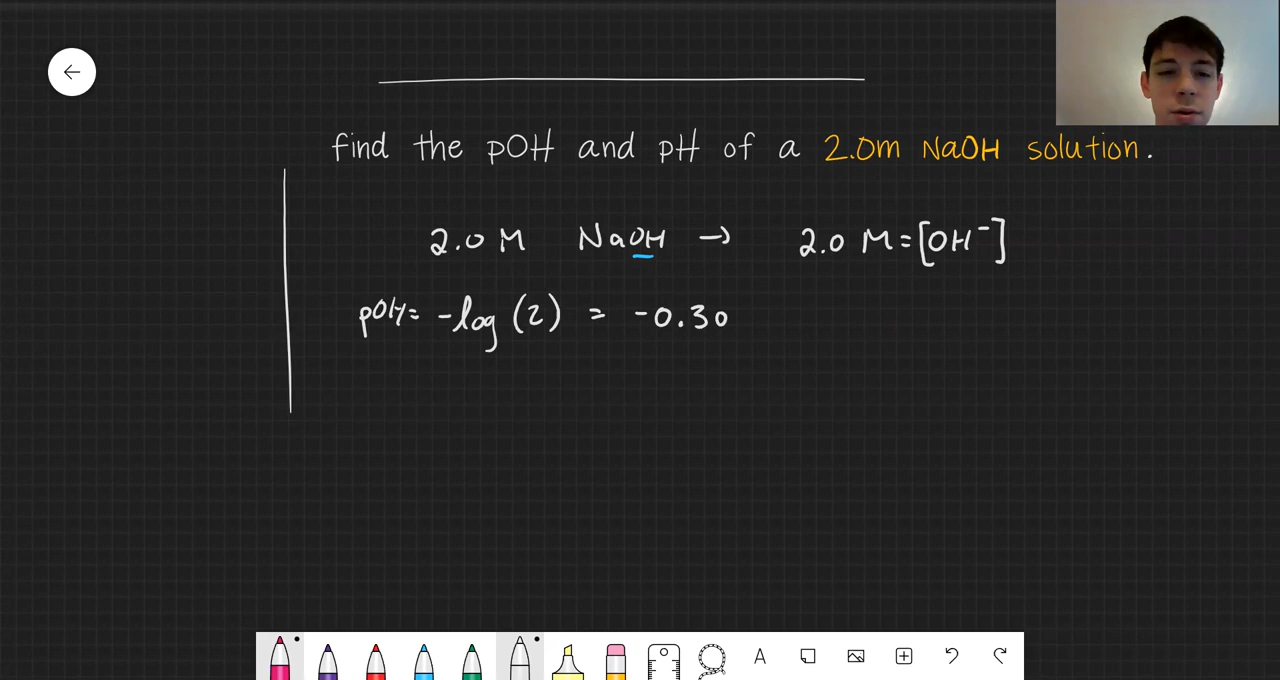 find the pOH and pH of a 2.0m NaOH solution.
2.0 M NaOH → 2.0 M = [OH⁻]
pOH = -log (2) = -0.30
A